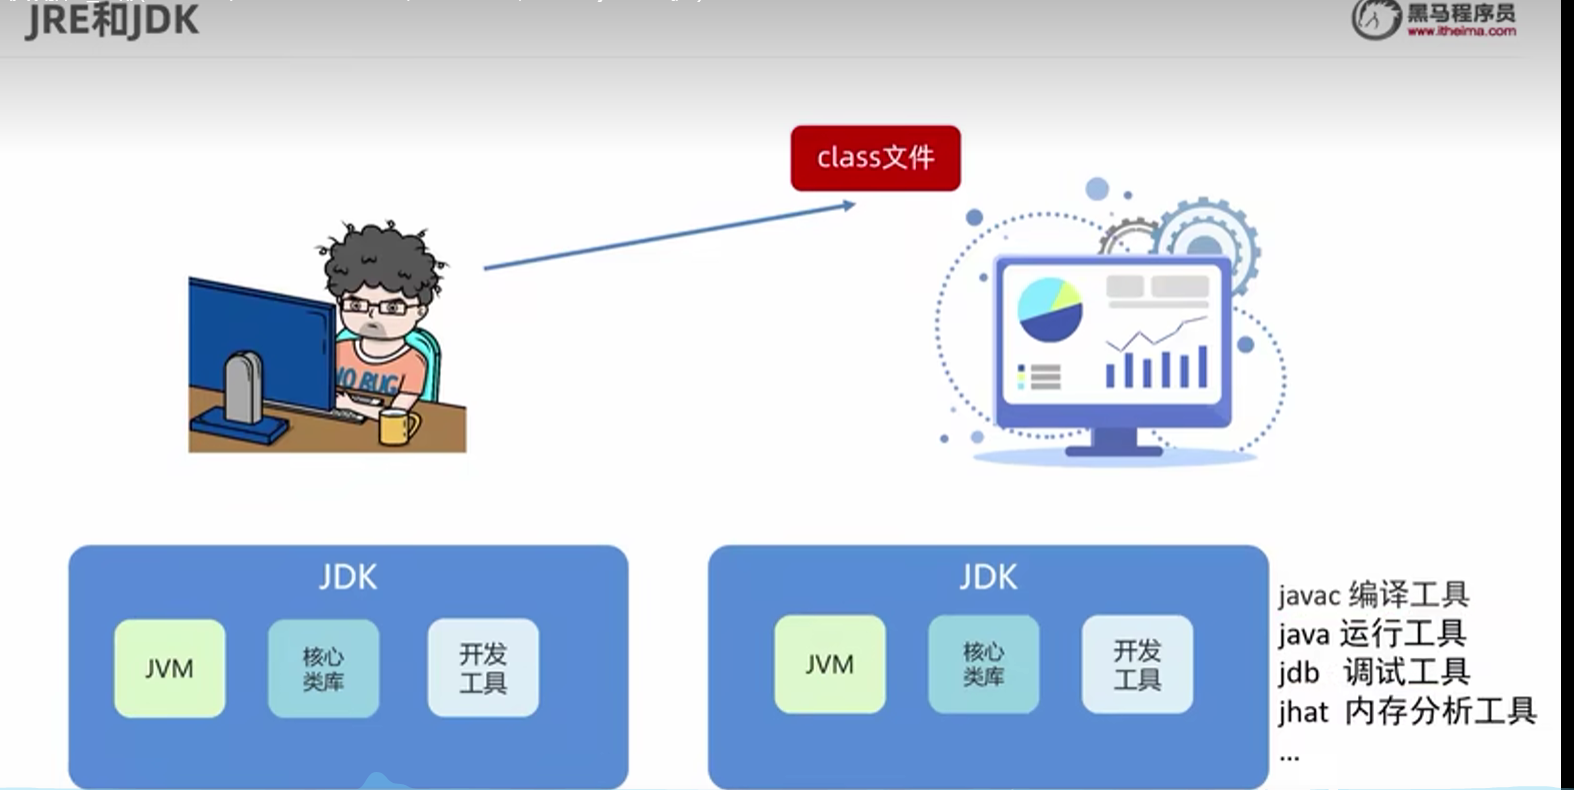 JRE和JDK
黑马程序员
www.itheima.com
class文件
NO BUG!
JDK
JVM
核心
类库
开发
工具
JDK
JVM
核心
类库
开发
工具
javac 编译工具
java 运行工具
jdb 调试工具
jhat 内存分析工具
...